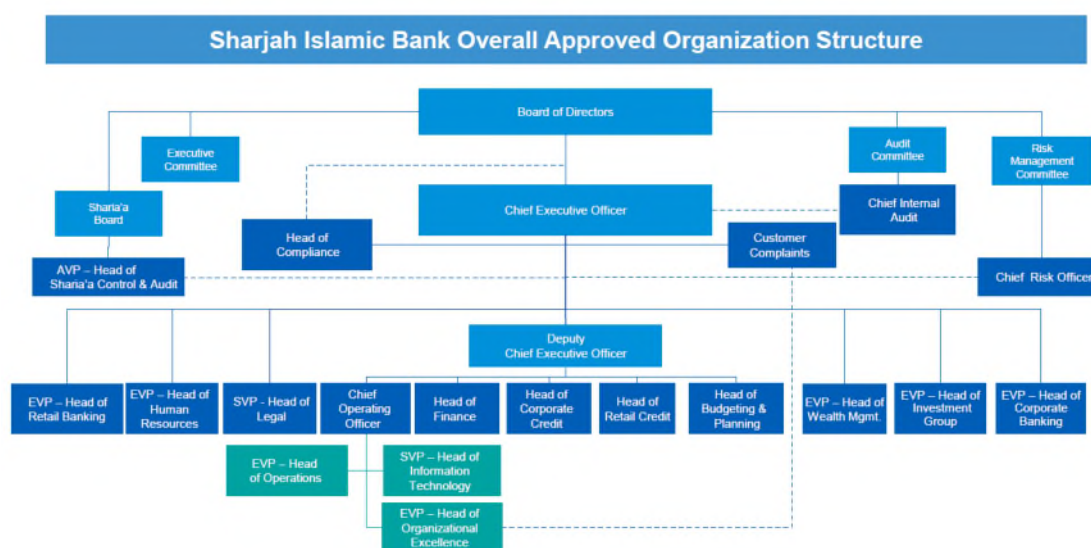 Sharjah Islamic Bank Overall Approved Organization Structure
Board of Directors
Executive
Committee
Audit
Committee
Risk
Management
Committee
Sharia'a
Board
Chief Executive Officer
Chief Internal
Audit
Head of
Compliance
Customer
Complaints
AVP – Head of
Sharia'a Control & Audit
Chief Risk Officer
Deputy
Chief Executive Officer
EVP – Head of
Retail Banking
EVP – Head of
Human
Resources
SVP - Head of
Legal
Chief
Operating
Officer
Head of
Finance
Head of
Corporate
Credit
Head of
Retail Credit
Head of
Budgeting &
Planning
EVP – Head of
Wealth Mgmt.
EVP – Head of
Investment
Group
EVP – Head of
Corporate
Banking
EVP – Head
of Operations
SVP – Head of
Information
Technology
EVP – Head of
Organizational
Excellence